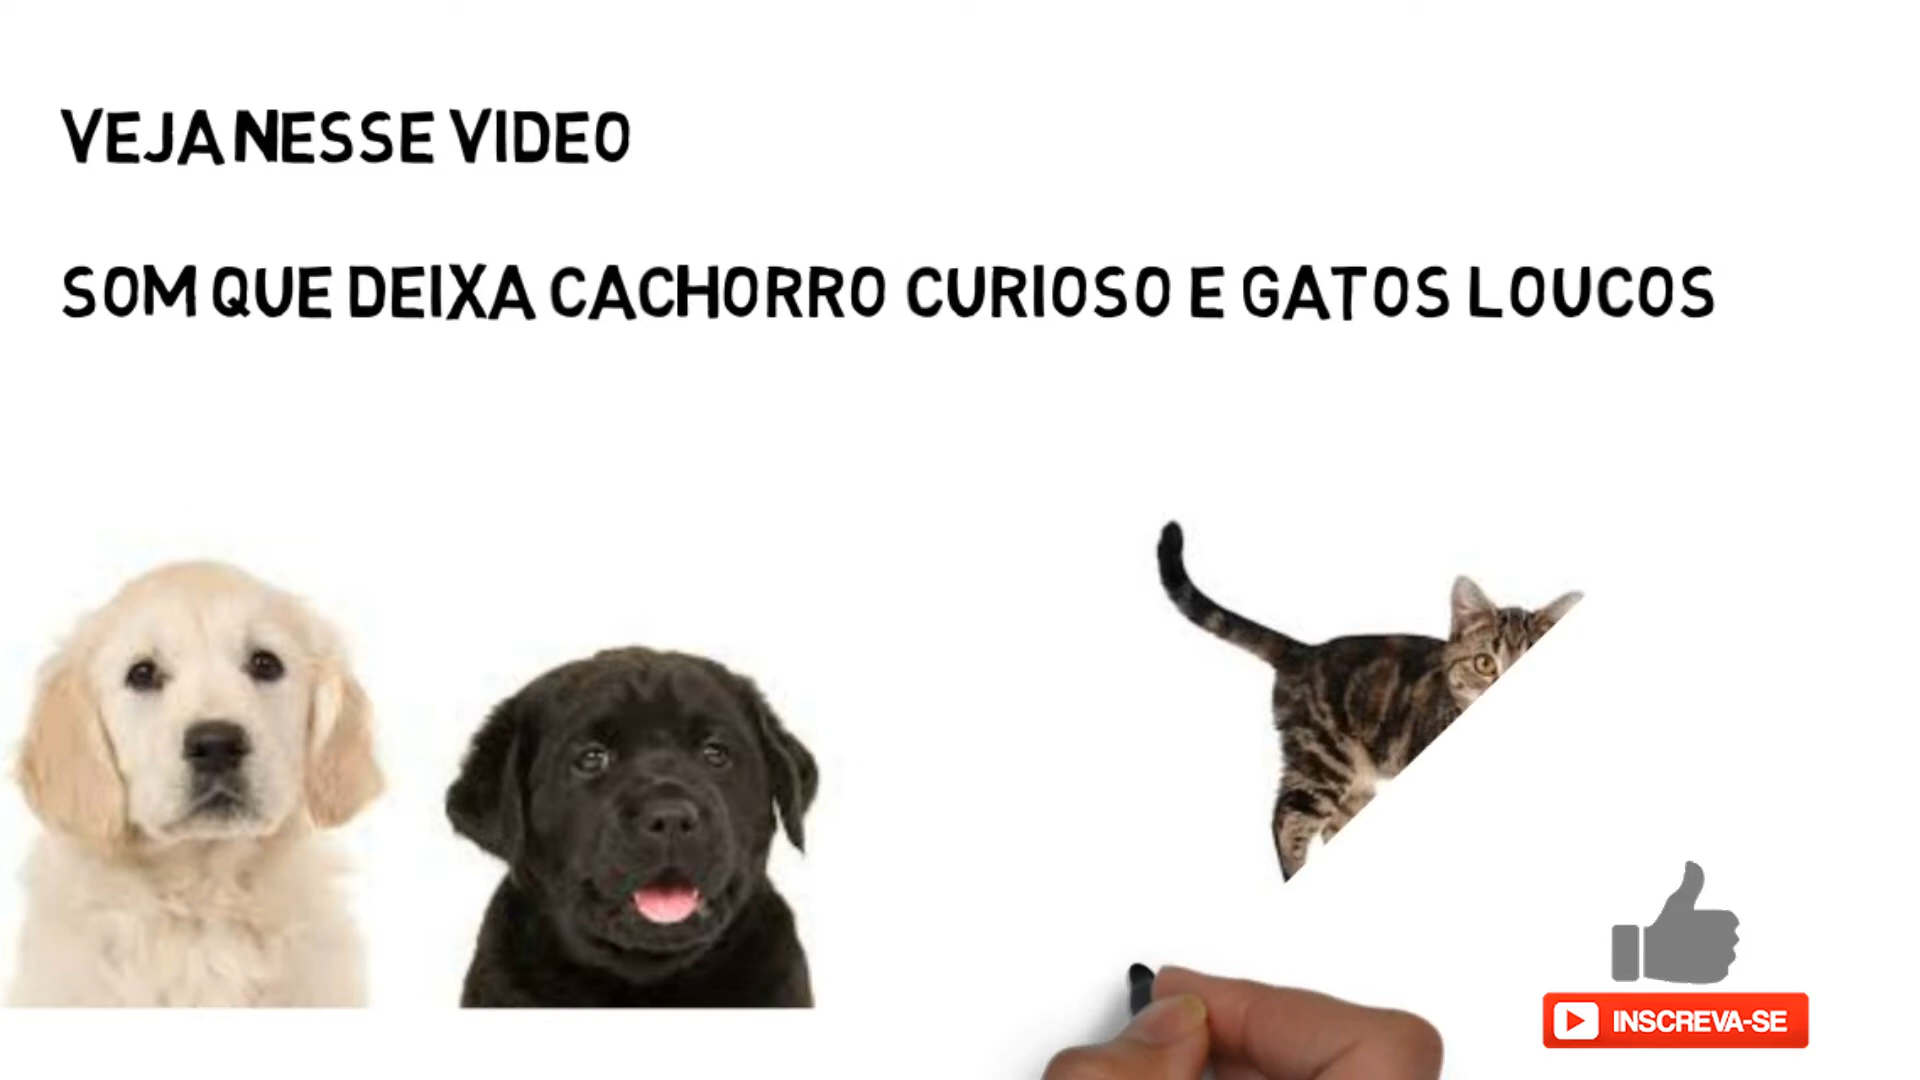 VEJA NESSE VIDEO
SOM QUE DEIXA CACHORRO CURIOSO E GATOS LOUCOS
INSCREVA-SE